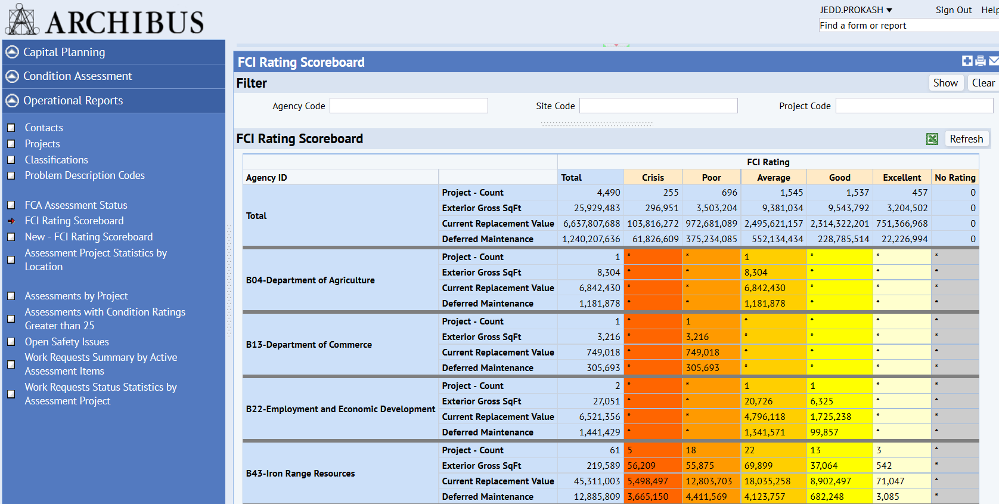 ARCHIBUS
JEDD.PROKASH Sign Out Help
Find a form or report
Capital Planning
Condition Assessment
Operational Reports
Contacts
Projects
Classifications
Problem Description Codes
FCA Assessment Status
FCI Rating Scoreboard
New - FCI Rating Scoreboard
Assessment Project Statistics by
Location
Assessments by Project
Assessments with Condition Ratings
Greater than 25
Open Safety Issues
Work Requests Summary by Active
Assessment Items
Work Requests Status Statistics by
Assessment Project
FCI Rating Scoreboard
Filter Show Clear
Agency Code Site Code Project Code
FCI Rating Scoreboard Refresh
FCI Rating
Agency ID Total Crisis Poor Average Good Excellent No Rating
Total
Project - Count 4,490 255 696 1,545 1,537 457 0
Exterior Gross SqFt 25,929,483 296,951 3,503,204 9,381,034 9,543,792 3,204,502 0
Current Replacement Value 6,637,807,688 103,816,272 972,681,089 2,495,621,157 2,314,322,201 751,366,968 0
Deferred Maintenance 1,240,207,636 61,826,609 375,234,085 552,134,434 228,785,514 22,226,994 0
B04-Department of Agriculture
Project - Count 1 * * 1 * * *
Exterior Gross SqFt 8,304 * * 8,304 * * *
Current Replacement Value 6,842,430 * * 6,842,430 * * *
Deferred Maintenance 1,181,878 * * 1,181,878 * * *
B13-Department of Commerce
Project - Count 1 * 1 * * * *
Exterior Gross SqFt 3,216 * 3,216 * * * *
Current Replacement Value 749,018 * 749,018 * * * *
Deferred Maintenance 305,693 * 305,693 * * * *
B22-Employment and Economic Development
Project - Count 2 * * 1 1 * *
Exterior Gross SqFt 27,051 * * 20,726 6,325 * *
Current Replacement Value 6,521,356 * * 4,796,118 1,725,238 * *
Deferred Maintenance 1,441,429 * * 1,341,571 99,857 * *
B43-Iron Range Resources
Project - Count 61 5 18 22 13 3 *
Exterior Gross SqFt 219,589 56,209 55,875 69,899 37,064 542 *
Current Replacement Value 45,311,003 5,498,497 12,803,703 18,035,258 8,902,497 71,047 *
Deferred Maintenance 12,885,809 3,665,150 4,411,569 4,123,757 682,248 3,085 *